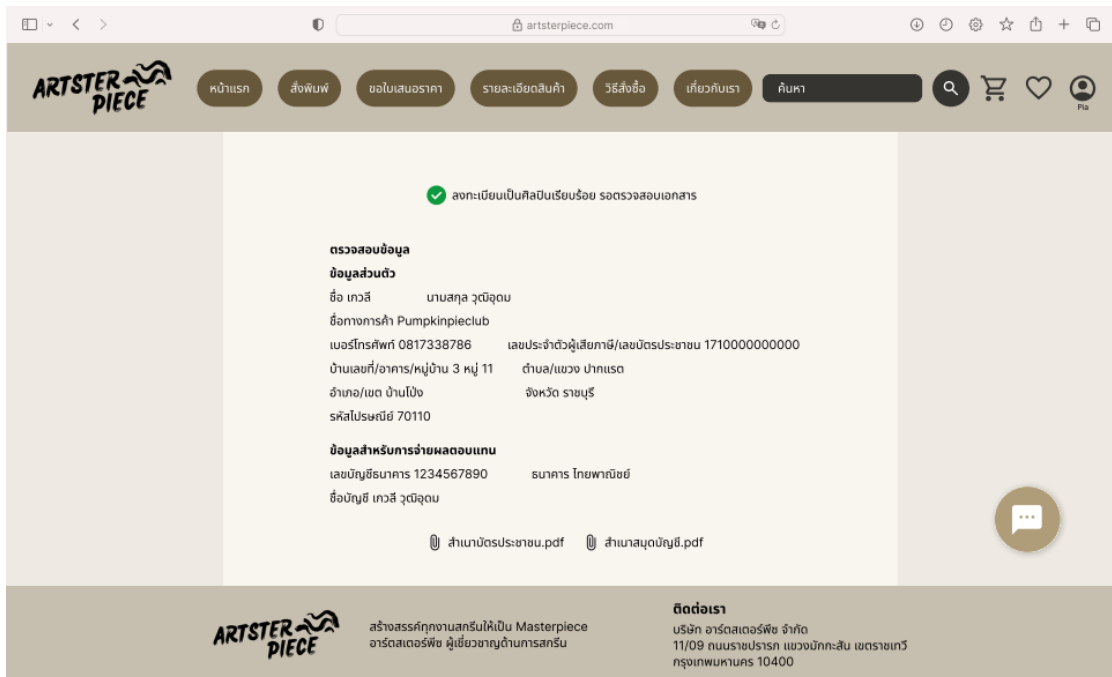 artsterpiece.com
ARTSTER PIECE
หน้าแรก สั่งพิมพ์ ขอใบเสนอราคา รายละเอียดสินค้า วิธีสั่งซื้อ เกี่ยวกับเรา ค้นหา
Pla
ลงทะเบียนเป็นศิลปินเรียบร้อย รอตรวจสอบเอกสาร
ตรวจสอบข้อมูล
ข้อมูลส่วนตัว
ชื่อ เกวลี นามสกุล วุฒิอุดม
ชื่อทางการค้า Pumpkinpieclub
เบอร์โทรศัพท์ 0817338786 เลขประจำตัวผู้เสียภาษี/เลขบัตรประชาชน 1710000000000
บ้านเลขที่/อาคาร/หมู่บ้าน 3 หมู่ 11 ตำบล/แขวง ปากแรต
อำเภอ/เขต บ้านโป่ง จังหวัด ราชบุรี
รหัสไปรษณีย์ 70110
ข้อมูลสำหรับการจ่ายผลตอบแทน
เลขบัญชีธนาคาร 1234567890 ธนาคาร ไทยพาณิชย์
ชื่อบัญชี เกวลี วุฒิอุดม
สำเนาบัตรประชาชน.pdf สำเนาสมุดบัญชี.pdf
ARTSTER PIECE
สร้างสรรค์ทุกงานสกรีนให้เป็น Masterpiece
อาร์ตสเตอร์พีซ ผู้เชี่ยวชาญด้านการสกรีน
ติดต่อเรา
บริษัท อาร์ตสเตอร์พีซ จำกัด
11/09 ถนนราชปรารภ แขวงมักกะสัน เขตราชเทวี
กรุงเทพมหานคร 10400